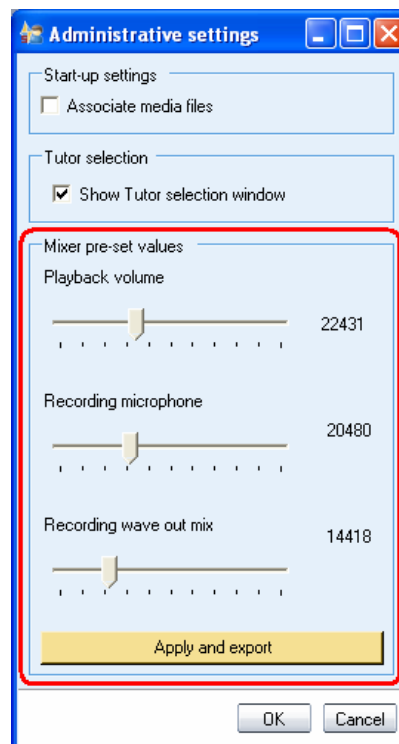 Administrative settings
Start-up settings
Associate media files
Tutor selection
Show Tutor selection window
Mixer pre-set values
Playback volume
22431
Recording microphone
20480
Recording wave out mix
14418
Apply and export
OK
Cancel